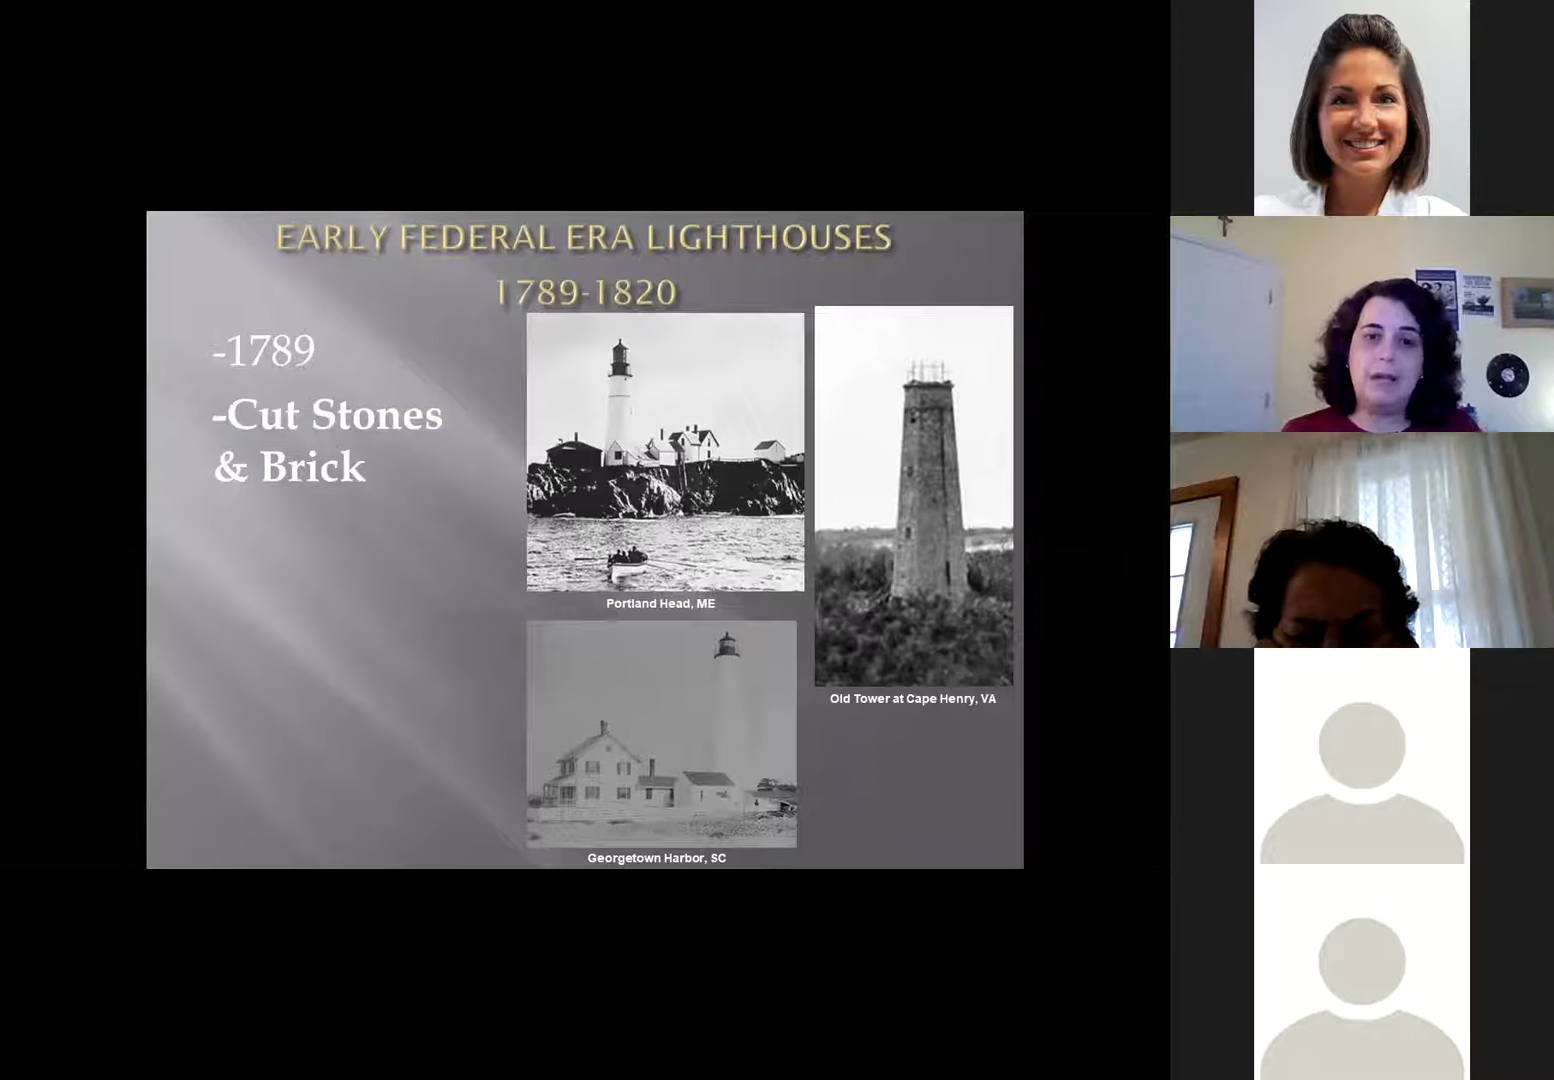 EARLY FEDERAL ERA LIGHTHOUSES
1789-1820
-1789
-Cut Stones
& Brick
Portland Head, ME
Old Tower at Cape Henry, VA
Georgetown Harbor, SC